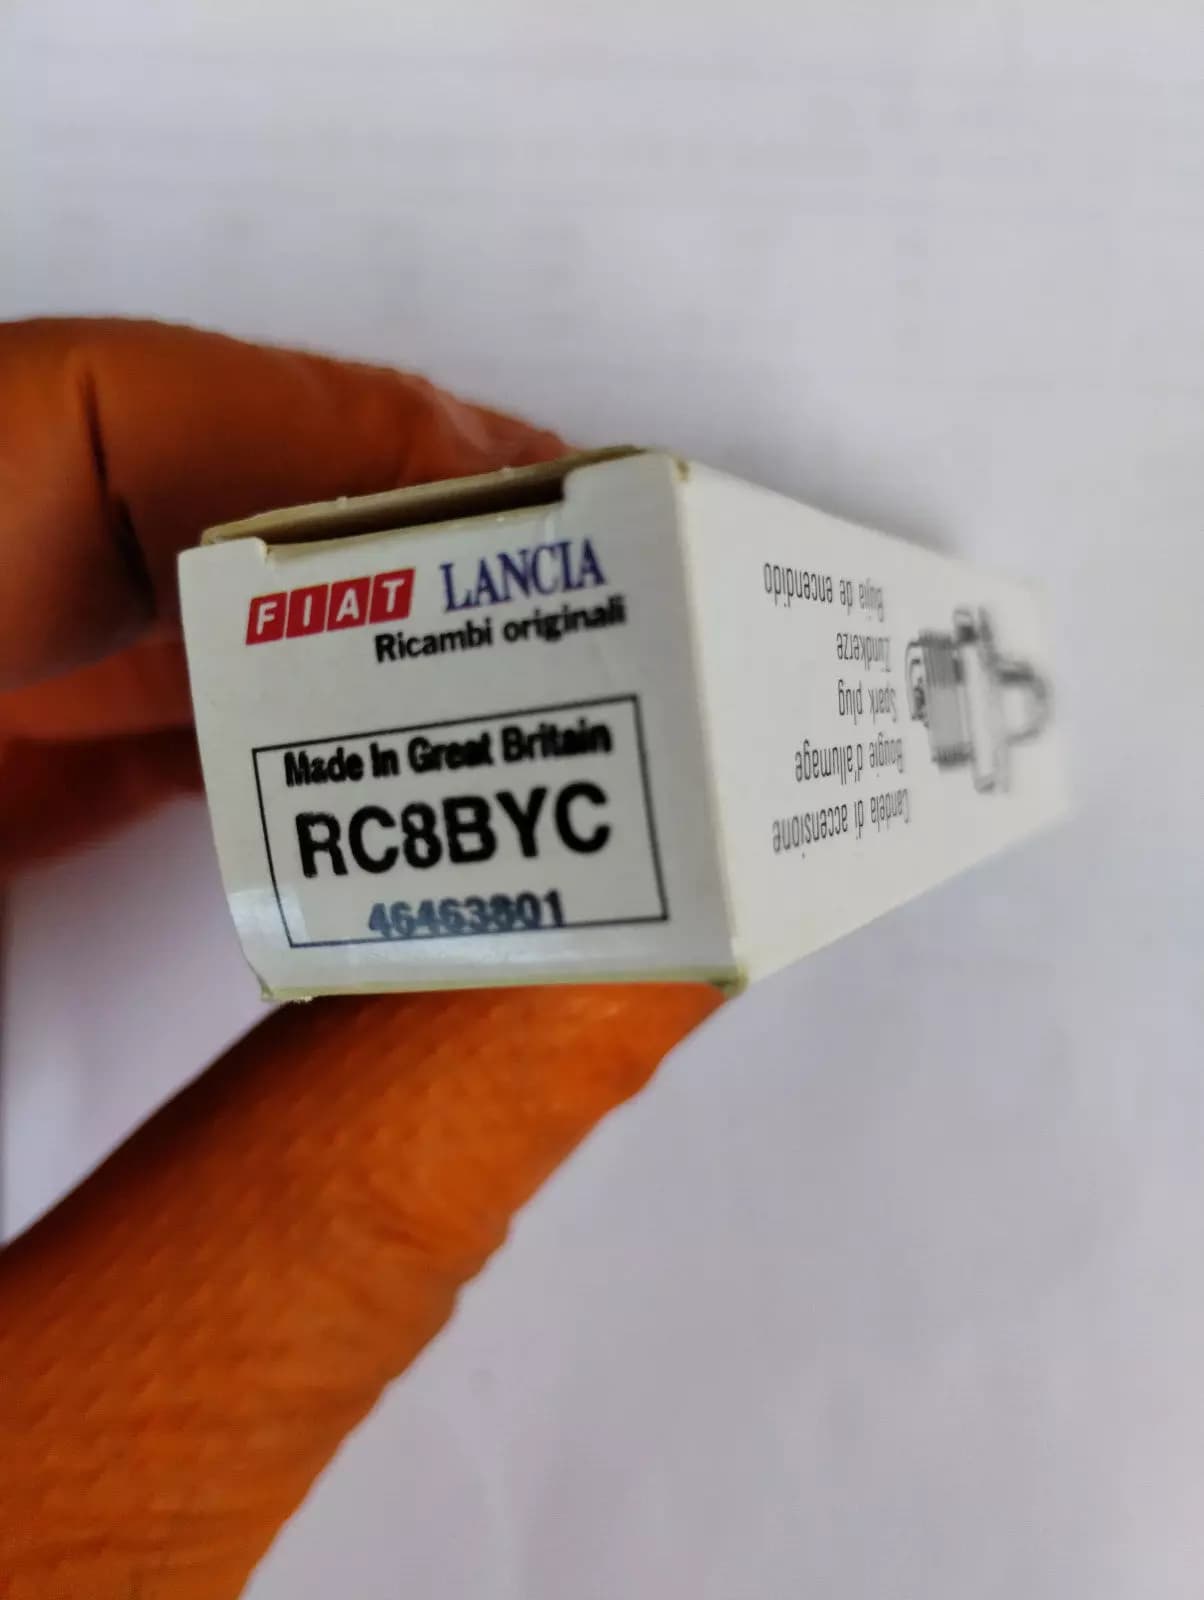 FIAT LANCIA
Ricambi originali
Made In Great Britain
RC8BYC
46463801
Candela di accensione
Bougie d'allumage
Spark plug
Zündkerze
Bujía de encendido